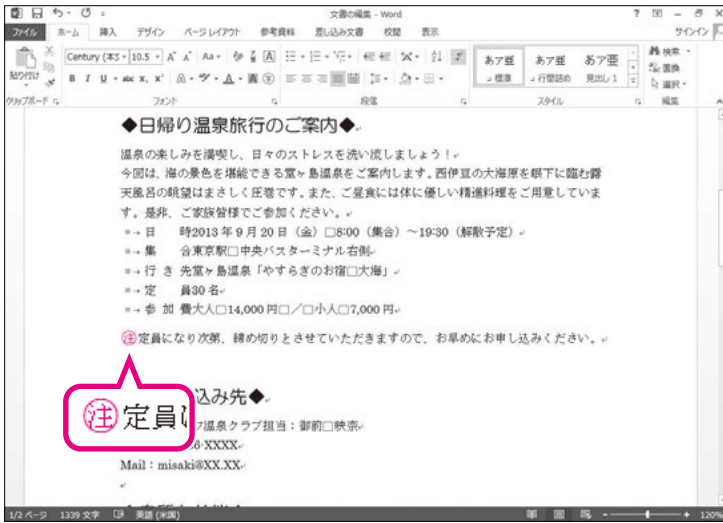 文書の編集 - Word
サインイン
ファイル ホーム 挿入 デザイン ページレイアウト 参考資料 差し込み文書 校閲 表示
Century (本文 10.5 A A Aa
貼り付け
B I U abc x, x² A
あア亜 あア亜 あア亜
標準 行間詰め 見出し 1
検索
置換
選択
クリップボード フォント 段落 スタイル 編集
◆日帰り温泉旅行のご案内◆
温泉の楽しみを満喫し、日々のストレスを洗い流しましょう!
今回は、海の景色を堪能できる堂ヶ島温泉をご案内します。西伊豆の大海原を眼下に臨む露
天風呂の眺望はまさしく圧巻です。また、ご昼食には体に優しい精進料理をご用意していま
す。是非、ご家族皆様でご参加ください。
日 時2013 年 9 月 20 日(金)□8:00(集合)~19:30(解散予定)
集 合東京駅□中央バスターミナル右側
行 き 先堂ヶ島温泉「やすらぎのお宿□大海」
定 員30 名
参 加 費大人□14,000 円□/□小人□7,000 円
㊟定員になり次第、締め切りとさせていただきますので、お早めにお申し込みください。
込み先◆
㊟定員に
温泉クラブ担当:御前□映奈
XXXX
Mail:misaki@XX.XX
1/2 ページ 1339 文字 英語 (米国) 120%